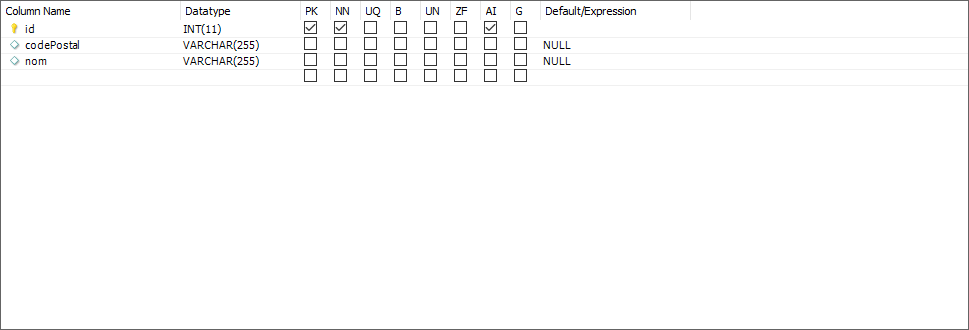 Column Name Datatype PK NN UQ B UN ZF AI G Default/Expression
id INT(11)
codePostal VARCHAR(255) NULL
nom VARCHAR(255) NULL